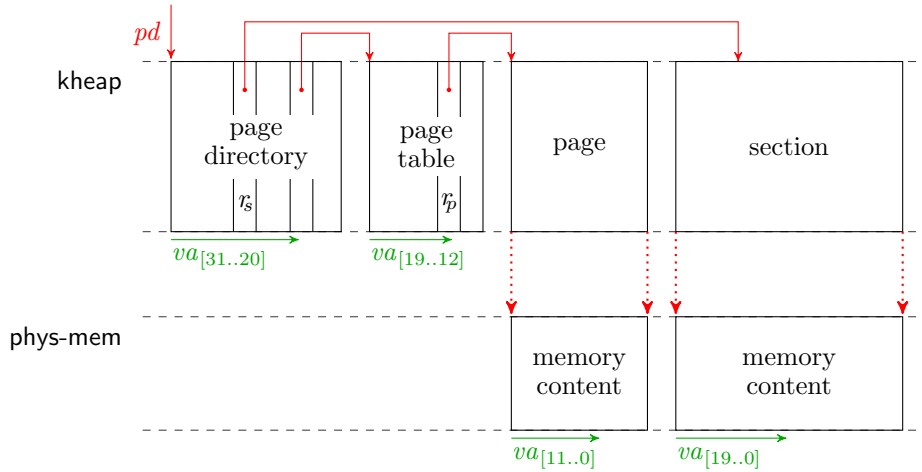 pd
kheap
page
directory
page
table
page
section
r_s
r_p
va_[31..20]
va_[19..12]
phys-mem
memory
content
memory
content
va_[11..0]
va_[19..0]